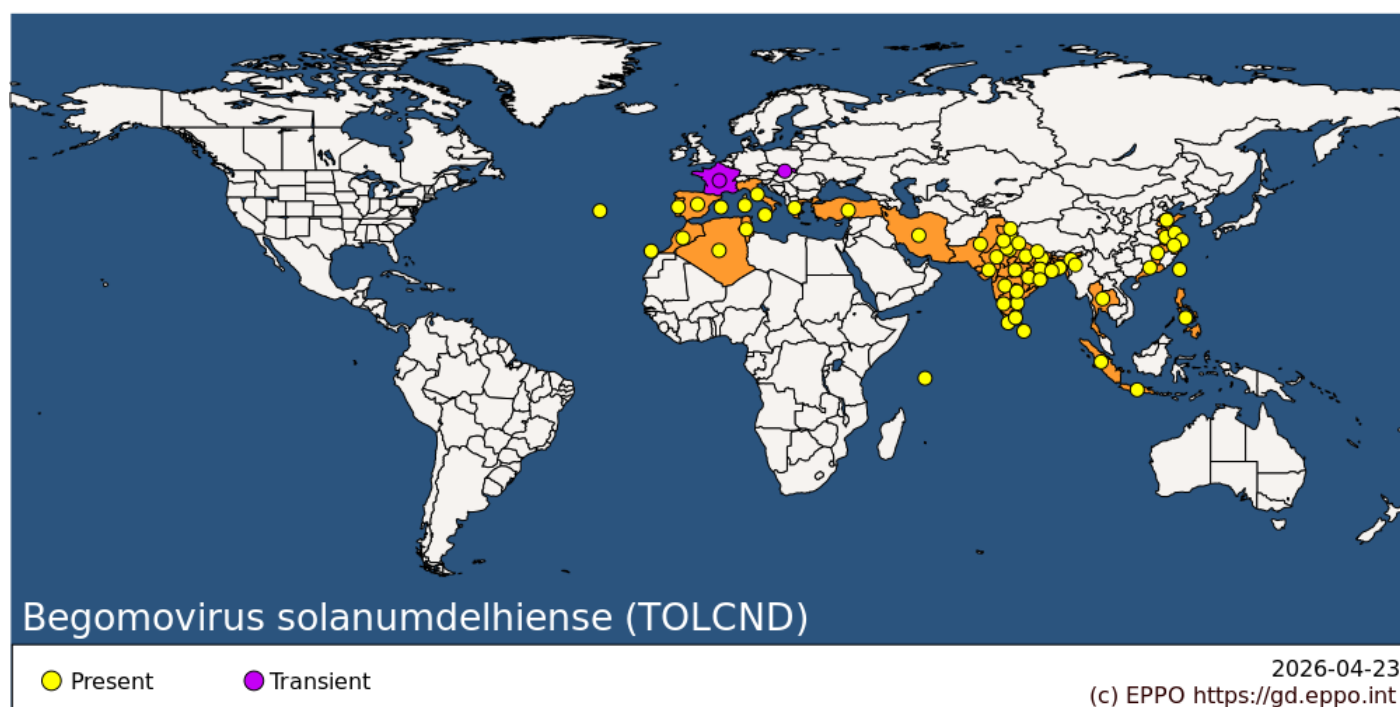 Begomovirus solanumdelhiense (TOLCND)
Present
Transient
2026-04-23
(c) EPPO https://gd.eppo.int